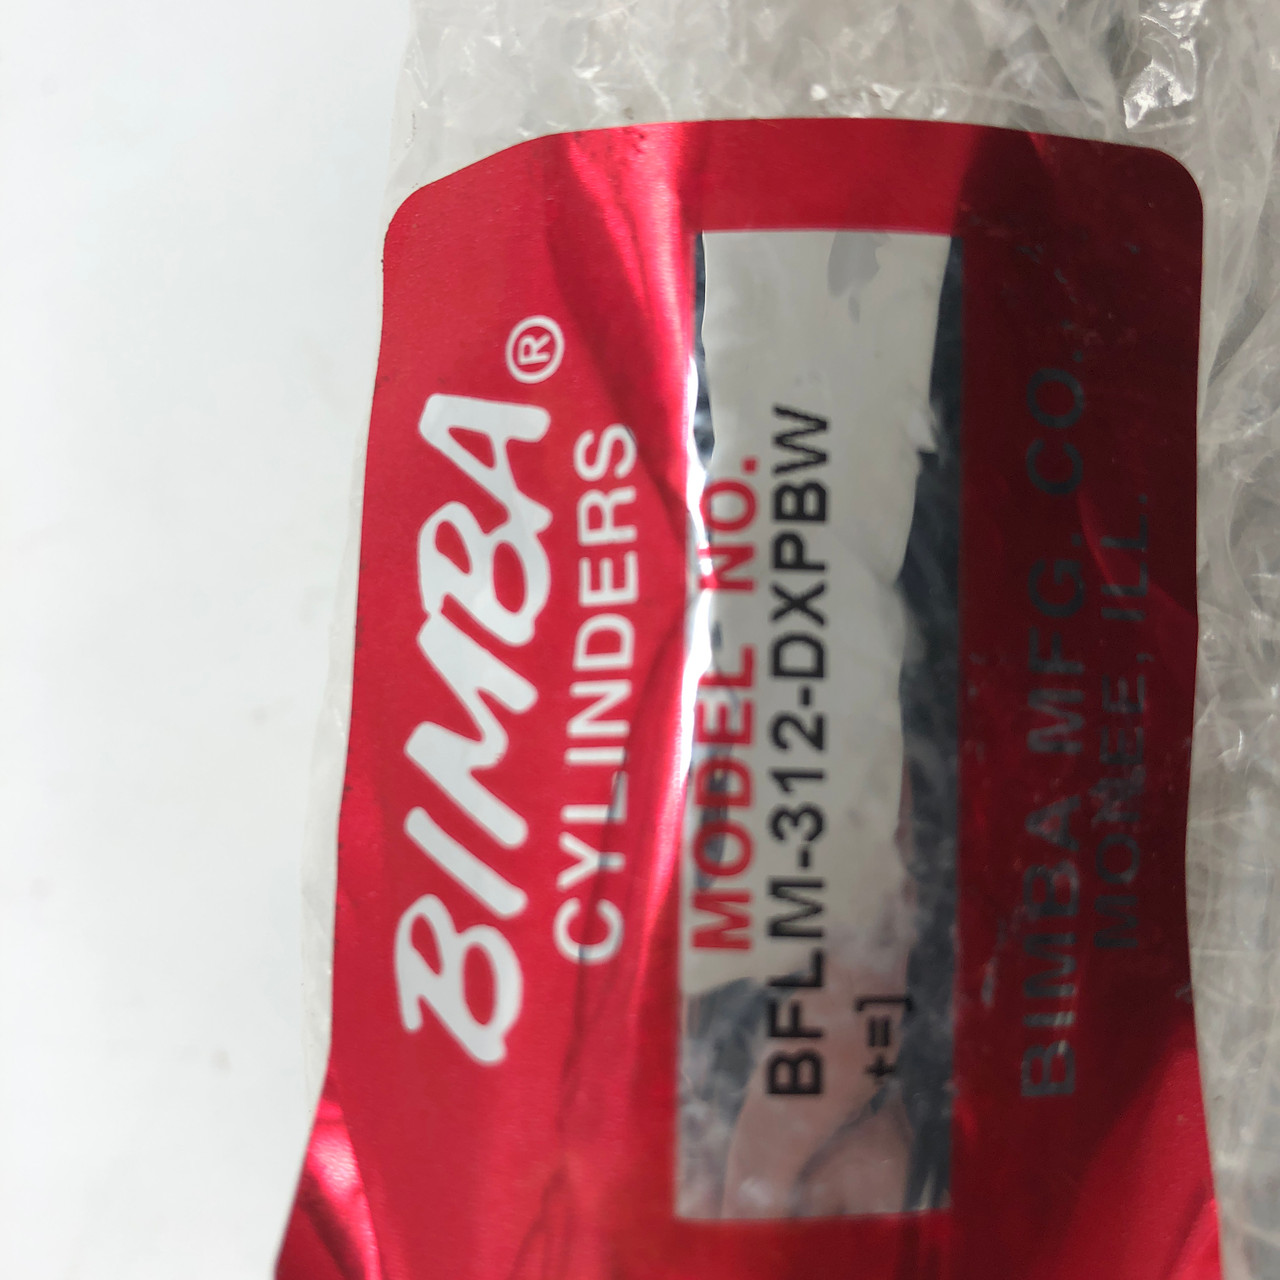 BIMBA®
CYLINDERS
MODEL NO.
BFLM-312-DXPBW
+=]
BIMBA MFG. CO.
MONEE, ILL.